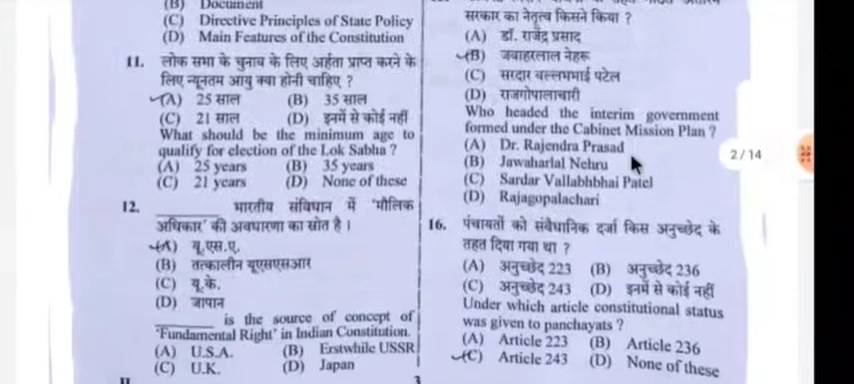 (B) Document
(C) Directive Principles of State Policy
(D) Main Features of the Constitution
11. लोक सभा के चुनाव के लिए अर्हता प्राप्त करने के
लिए न्यूनतम आयु क्या होनी चाहिए ?
(A) 25 साल (B) 35 साल
(C) 21 साल (D) इनमें से कोई नहीं
What should be the minimum age to
qualify for election of the Lok Sabha ?
(A) 25 years (B) 35 years
(C) 21 years (D) None of these
12. ______ भारतीय संविधान में 'मौलिक
अधिकार' की अवधारणा का स्रोत है।
(A) यू.एस.ए.
(B) तत्कालीन यूएसएसआर
(C) यू.के.
(D) जापान
______ is the source of concept of
'Fundamental Right' in Indian Constitution.
(A) U.S.A. (B) Erstwhile USSR
(C) U.K. (D) Japan
सरकार का नेतृत्व किसने किया ?
(A) डॉ. राजेंद्र प्रसाद
(B) जवाहरलाल नेहरू
(C) सरदार वल्लभभाई पटेल
(D) राजगोपालाचारी
Who headed the interim government
formed under the Cabinet Mission Plan ?
(A) Dr. Rajendra Prasad
(B) Jawaharlal Nehru
(C) Sardar Vallabhbhai Patel
(D) Rajagopalachari
16. पंचायतों को संवैधानिक दर्जा किस अनुच्छेद के
तहत दिया गया था ?
(A) अनुच्छेद 223 (B) अनुच्छेद 236
(C) अनुच्छेद 243 (D) इनमें से कोई नहीं
Under which article constitutional status
was given to panchayats ?
(A) Article 223 (B) Article 236
(C) Article 243 (D) None of these
3
2/14